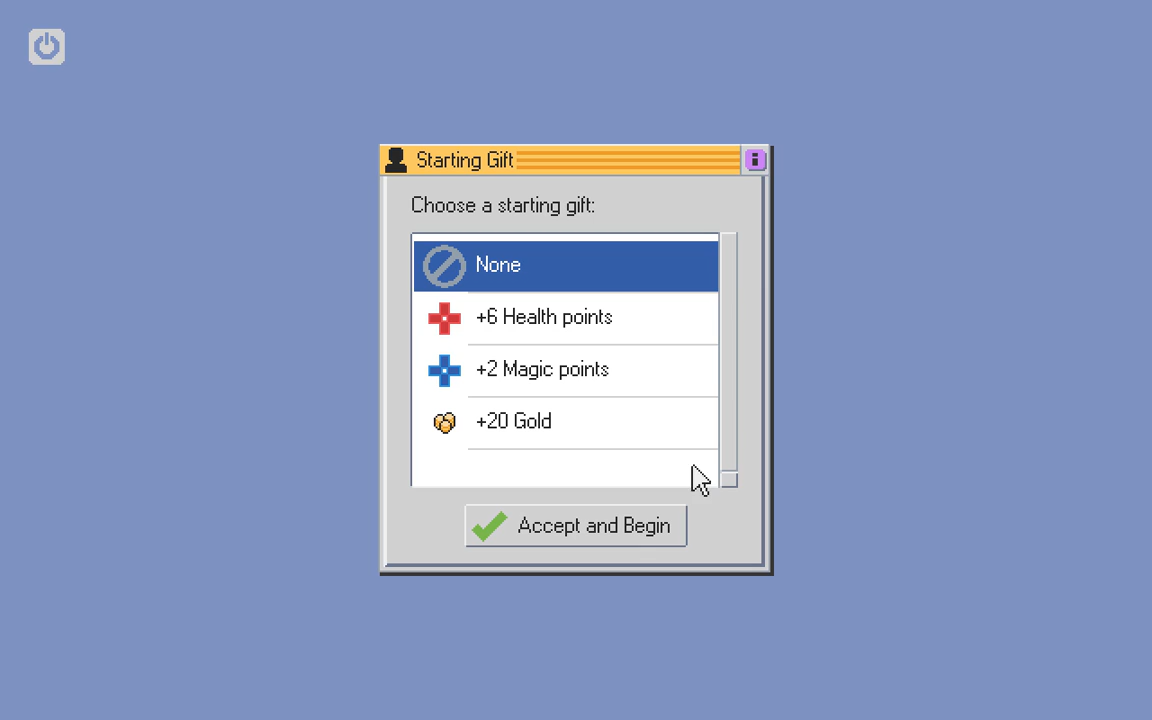 Starting Gift
Choose a starting gift:
None
+6 Health points
+2 Magic points
+20 Gold
Accept and Begin